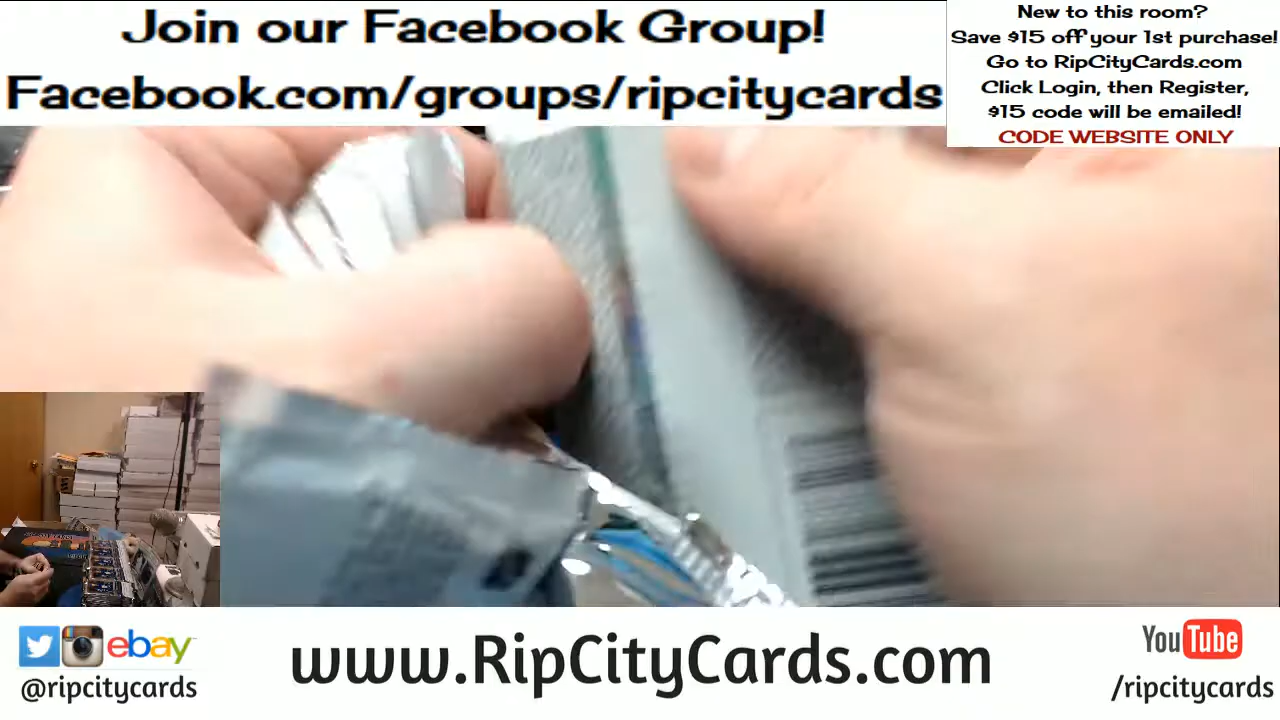 Join our Facebook Group!
Facebook.com/groups/ripcitycards
New to this room?
Save $15 off your 1st purchase!
Go to RipCityCards.com
Click Login, then Register,
$15 code will be emailed!
CODE WEBSITE ONLY
ebay
@ripcitycards
www.RipCityCards.com
YouTube
/ripcitycards